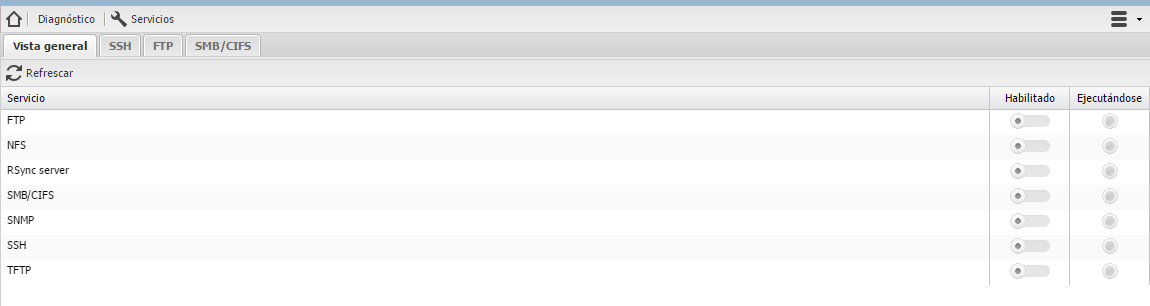 Diagnóstico Servicios
Vista general SSH FTP SMB/CIFS
Refrescar
Servicio Habilitado Ejecutándose
FTP
NFS
RSync server
SMB/CIFS
SNMP
SSH
TFTP